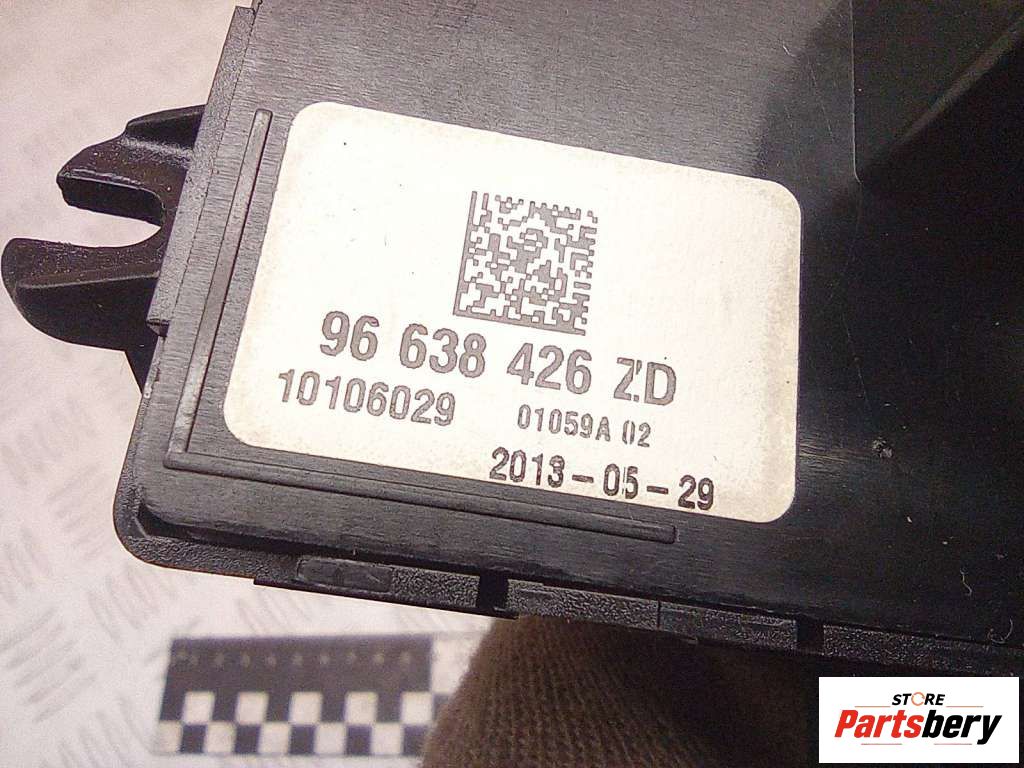 96 638 426 ZD
10106029 01059A 02
2013-05-29
STORE
Partsbery